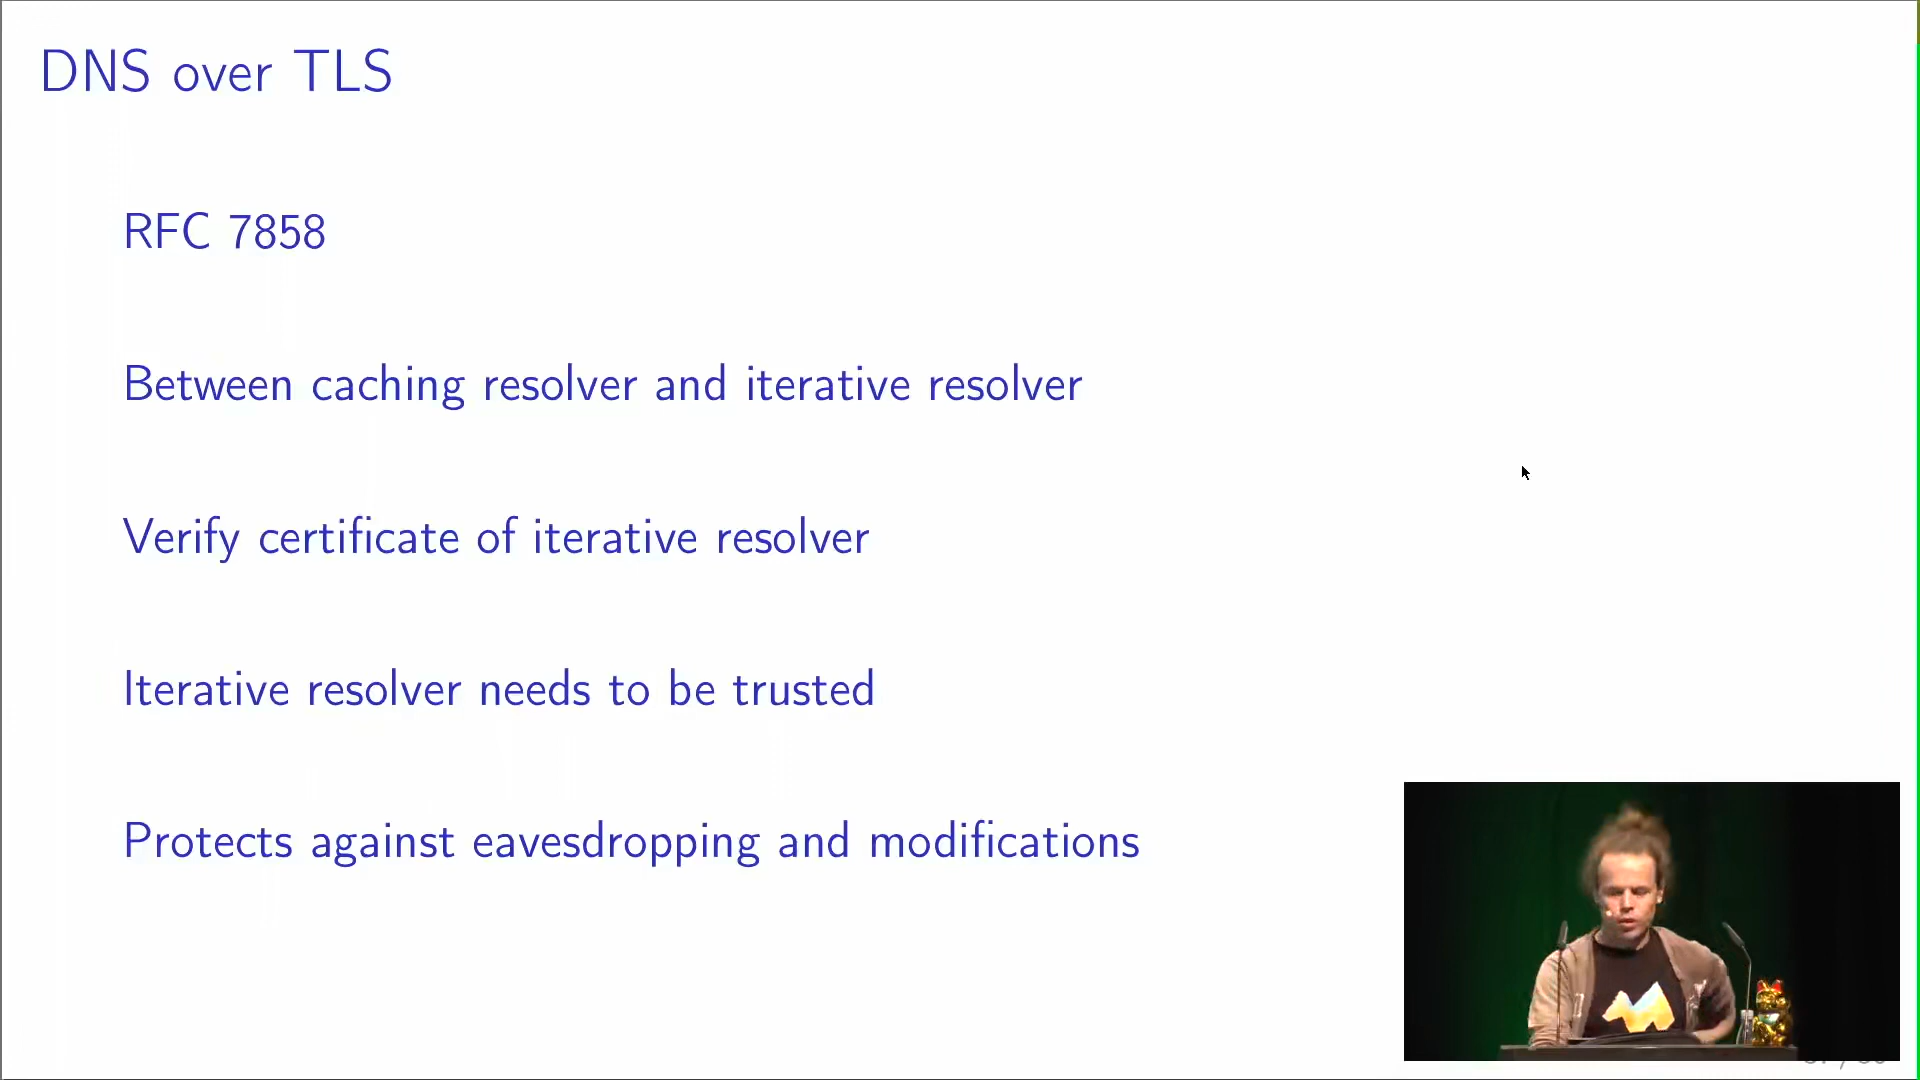 DNS over TLS
RFC 7858
Between caching resolver and iterative resolver
Verify certificate of iterative resolver
Iterative resolver needs to be trusted
Protects against eavesdropping and modifications